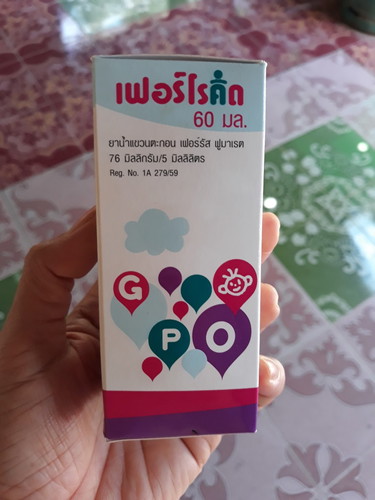 เฟอร์โรคิด
60 มล.
ยาน้ำแขวนตะกอน เฟอร์รัส ฟูมาเรต
76 มิลลิกรัม/5 มิลลิลิตร
Reg. No. 1A 279/59
G
P O